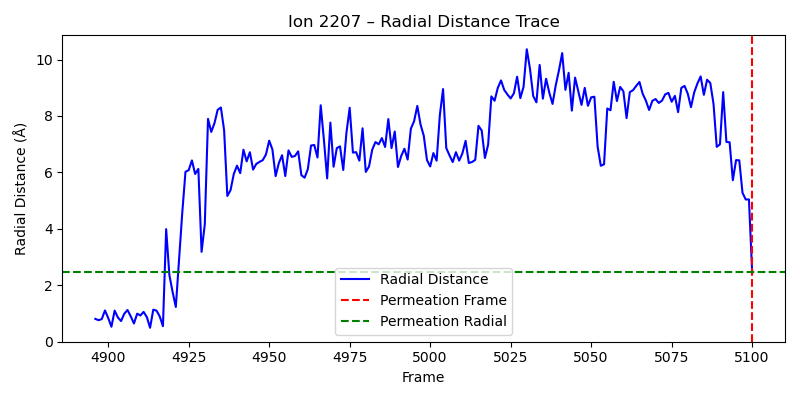 Ion 2207 – Radial Distance Trace
Radial Distance (Å)
10
8
6
4
2
0
Radial Distance
Permeation Frame
Permeation Radial
4900 4925 4950 4975 5000 5025 5050 5075 5100
Frame